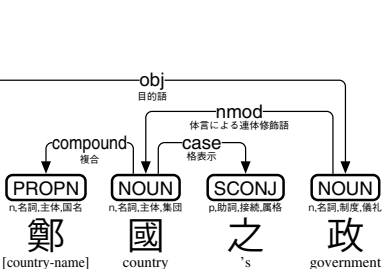 obj
目的語
nmod
体言による連体修飾語
compound case
複合 格表示
PROPN NOUN SCONJ NOUN
n,名詞,主体,国名 n,名詞,主体,集団 p,助詞,接続,属格 n,名詞,制度,儀礼
鄭 國 之 政
[country-name] country 's government